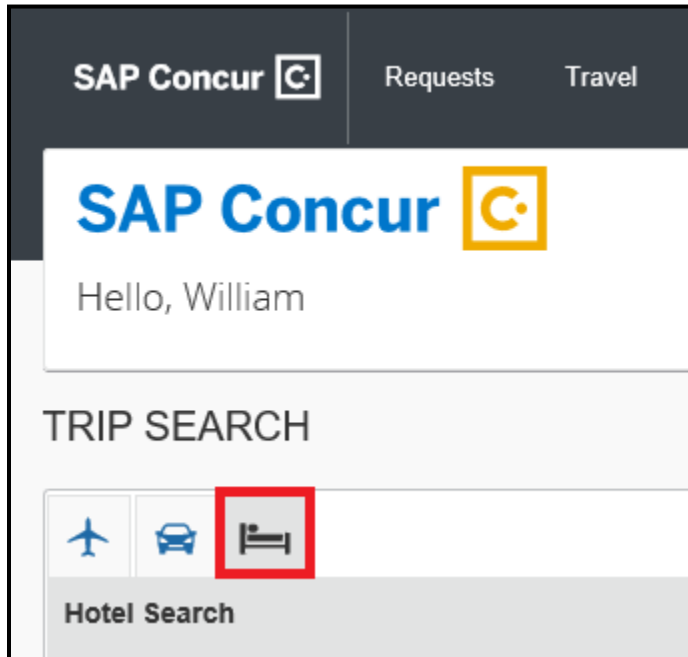 SAP Concur C Requests Travel
SAP Concur C
Hello, William
TRIP SEARCH
Hotel Search